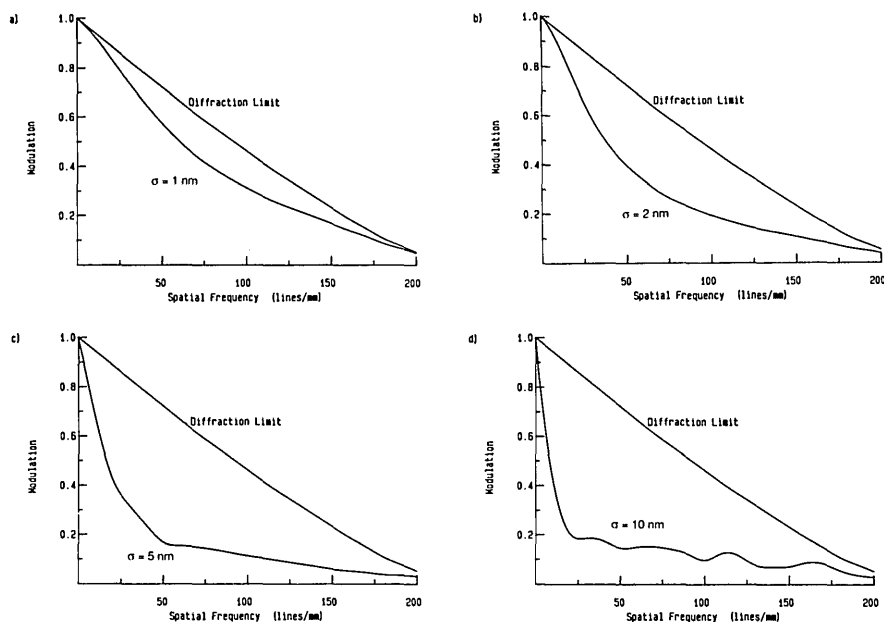 a)
1.0
0.8
0.6
0.4
0.2
Modulation
Diffraction Limit
σ = 1 nm
50
100
150
200
Spatial Frequency (lines/mm)
b)
1.0
0.8
0.6
0.4
0.2
Modulation
Diffraction Limit
σ = 2 nm
50
100
150
200
Spatial Frequency (lines/mm)
c)
1.0
0.8
0.6
0.4
0.2
Modulation
Diffraction Limit
σ = 5 nm
50
100
150
200
Spatial Frequency (lines/mm)
d)
1.0
0.8
0.6
0.4
0.2
Modulation
Diffraction Limit
σ = 10 nm
50
100
150
200
Spatial Frequency (lines/mm)